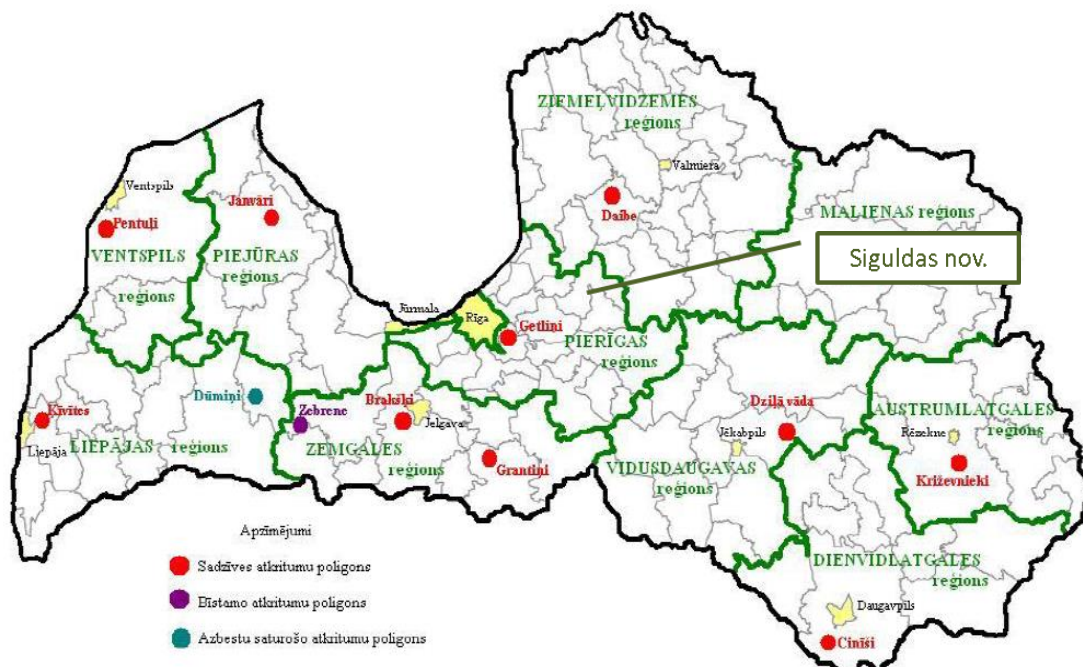 ZIEMEĻVIDZEMES
reģions
Valmiera
Daibe
Ventspils
Pentuļi
VENTSPILS
reģions
Janvāri
PIEJŪRAS
reģions
MALIENAS reģions
Siguldas nov.
Jūrmala
Rīga
Getliņi
PIERĪGAS
reģions
Ķīvītes
Liepāja
LIEPĀJAS reģions
Dūmiņi
Zebrene
ZEMGALES
reģions
Brakšķi
Jelgava
Grantiņi
Dziļā vāda
Jēkabpils
VIDUSDAUGAVAS
reģions
AUSTRUMLATGALES
reģions
Rēzekne
Križevnieki
DIENVIDLATGALES
reģions
Daugavpils
Cinīši
Apzīmējumi
Sadzīves atkritumu poligons
Bīstamo atkritumu poligons
Azbestu saturošo atkritumu poligons